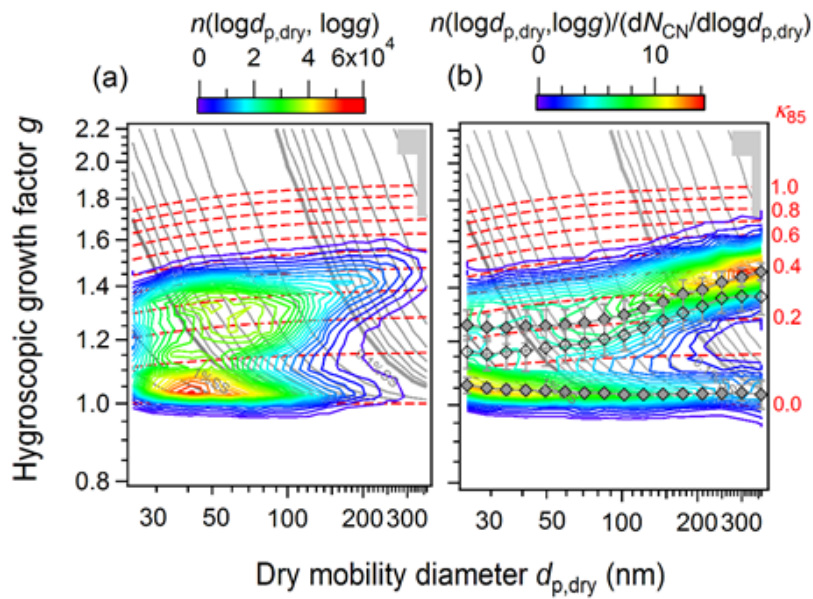 n(logd_p,dry, logg)
0 2 4 6x10^4
n(logd_p,dry,logg)/(dN_CN/dlogd_p,dry)
0 10
(a)
(b)
κ_85
Hygroscopic growth factor g
2.2
2.0
1.8
1.6
1.4
1.2
1.0
0.8
1.0
0.8
0.6
0.4
0.2
0.0
30 50 100 200 300
30 50 100 200 300
Dry mobility diameter d_p,dry (nm)